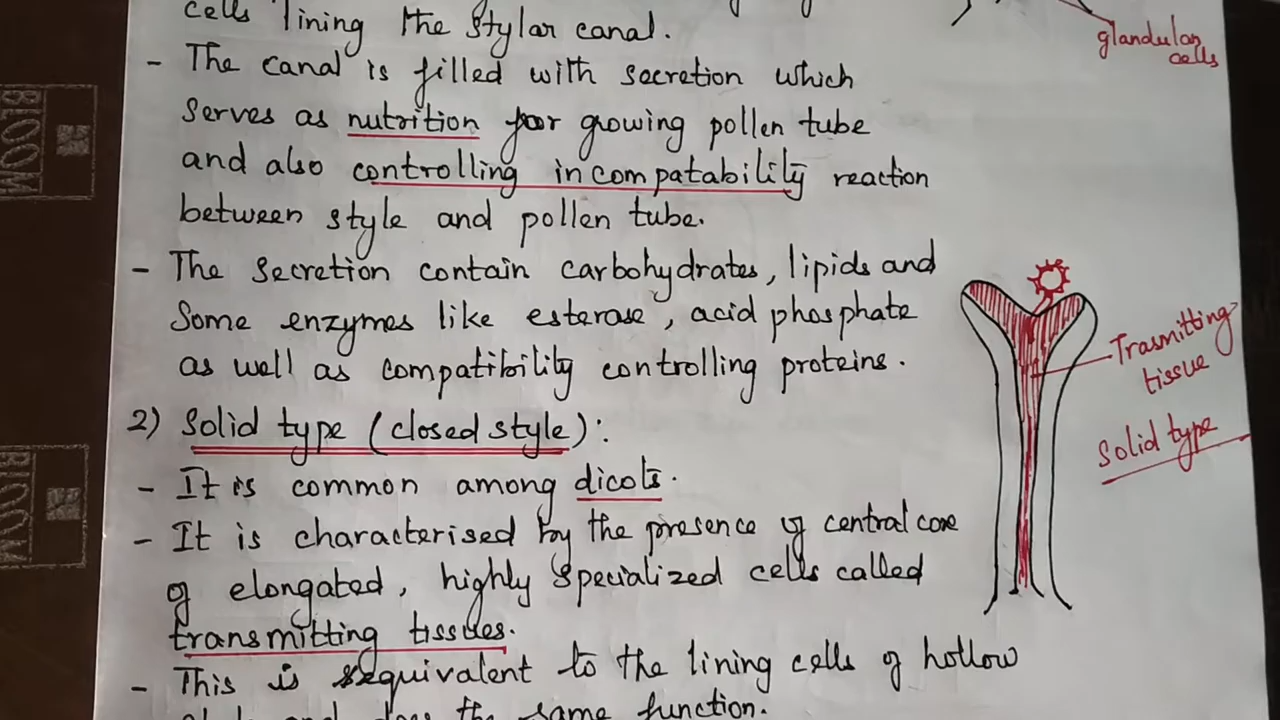 cells lining the stylar canal.
- The canal is filled with secretion which
serves as nutrition for growing pollen tube
and also controlling incompatability reaction
between style and pollen tube.
- The secretion contain carbohydrates, lipids and
Some enzymes like esterase, acid phosphate
as well as compatibility controlling proteins.
2) Solid type (closed style):
- It is common among dicots.
- It is characterised by the presence of central core
of elongated, highly specialized cells called
transmitting tissues.
- This is equivalent to the lining cells of hollow
the same function.
glandular
cells
Trasmitting
tissue
Solid type
BLOOM
BLOOM